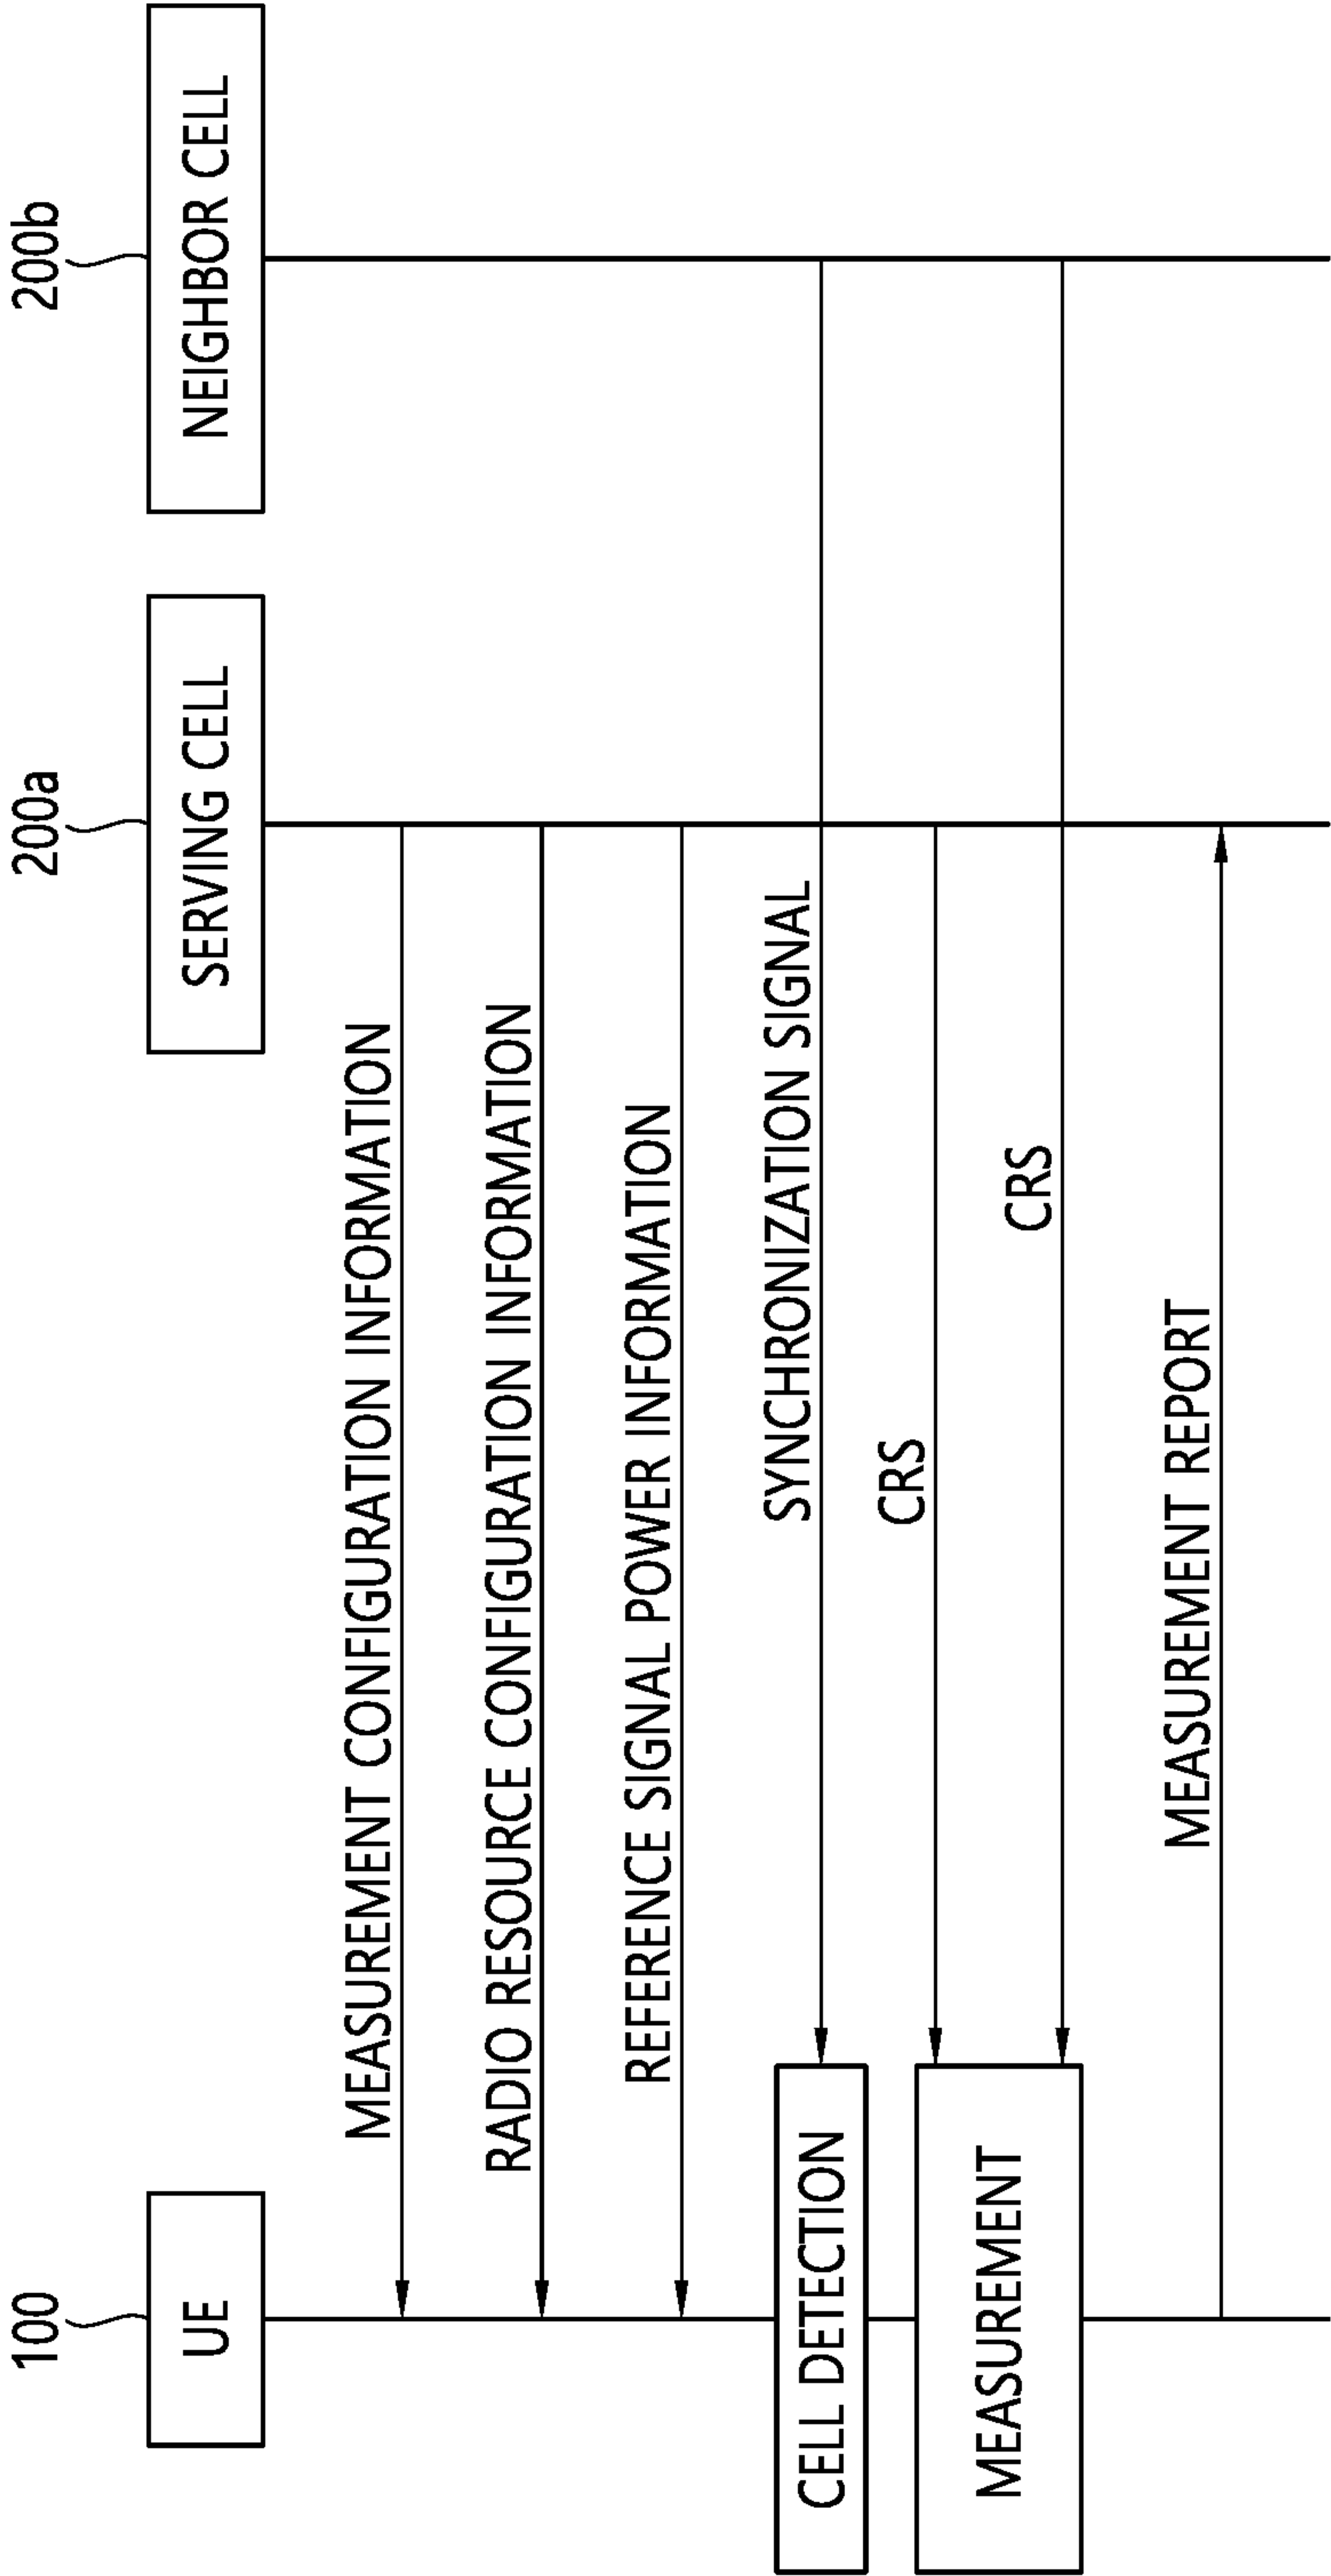 100
200a
200b
UE
SERVING CELL
NEIGHBOR CELL
MEASUREMENT CONFIGURATION INFORMATION
RADIO RESOURCE CONFIGURATION INFORMATION
REFERENCE SIGNAL POWER INFORMATION
SYNCHRONIZATION SIGNAL
CELL DETECTION
CRS
CRS
MEASUREMENT
MEASUREMENT REPORT